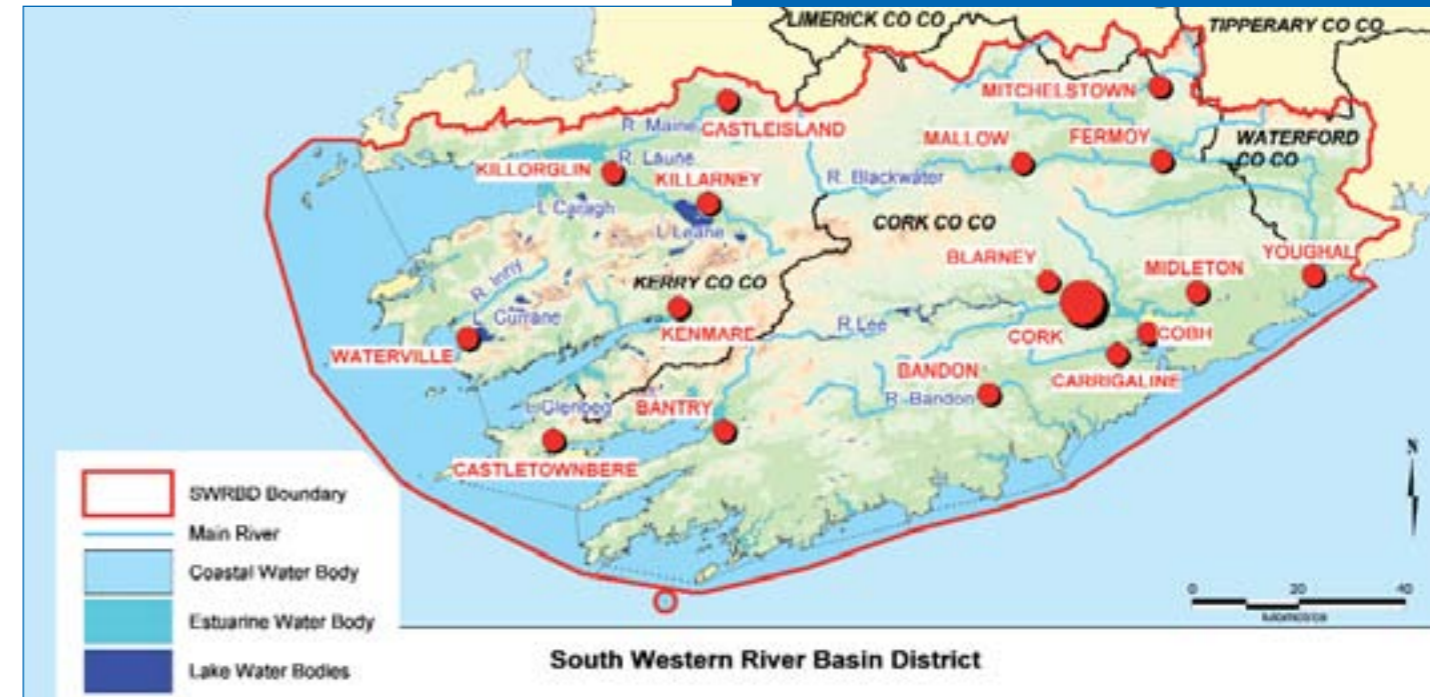 LIMERICK CO CO
TIPPERARY CO CO
MITCHELSTOWN
R. Maine
CASTLEISLAND
MALLOW
FERMOY
WATERFORD
CO CO
R. Laune
KILLORGLIN
KILLARNEY
R. Blackwater
L Caragh
L Leane
CORK CO CO
YOUGHAL
BLARNEY
MIDLETON
R. Inny
KERRY CO CO
L. Currane
KENMARE
R.Lee
CORK
COBH
WATERVILLE
CARRIGALINE
BANDON
R. Bandon
L Glenbeg
BANTRY
CASTLETOWNBERE
N
SWRBD Boundary
Main River
Coastal Water Body
Estuarine Water Body
Lake Water Bodies
0 20 40
kilometres
South Western River Basin District